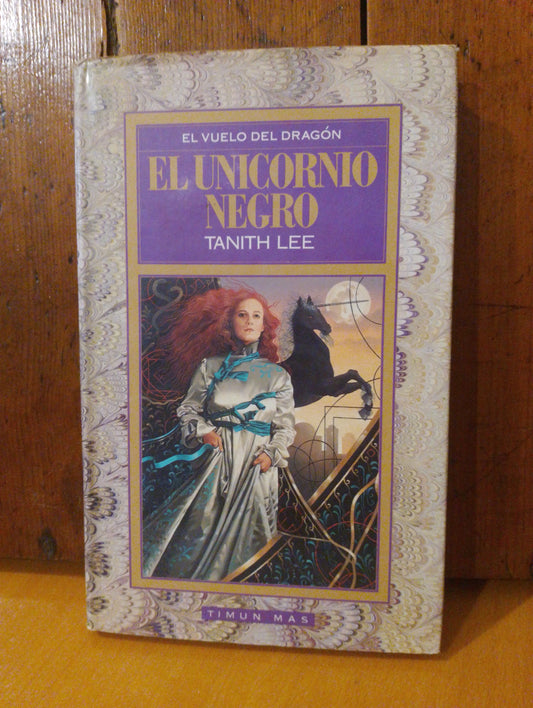 EL VUELO DEL DRAGÓN
EL UNICORNIO
NEGRO
TANITH LEE
TIMUN MAS